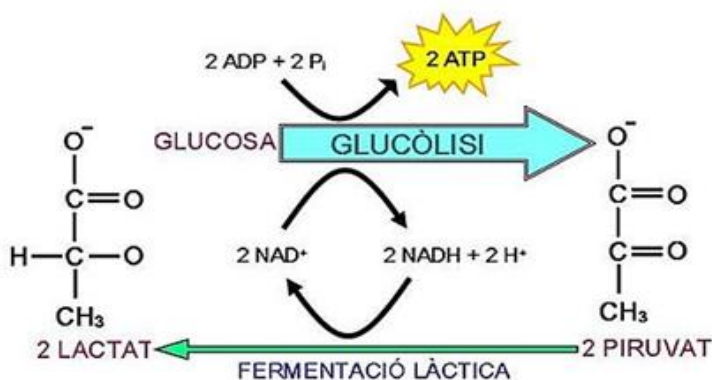 2 ADP + 2 Pi
2 ATP
GLUCOSA
GLUCÒLISI
O⁻
C=O
H–C–O
CH₃
2 NAD⁺
2 NADH + 2 H⁺
O⁻
C=O
C=O
CH₃
2 LACTAT
2 PIRUVAT
FERMENTACIÓ LÀCTICA